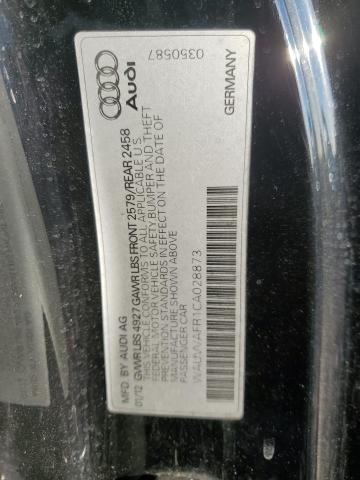 Audi
0350587
MFD. BY AUDI AG
GERMANY
01/12 GVWR LBS 4927 GAWR LBS FRONT 2579/REAR 2458
THIS VEHICLE CONFORMS TO ALL APPLICABLE U S
FEDERAL MOTOR VEHICLE SAFETY BUMPER AND THEFT
PREVENTION STANDARDS IN EFFECT ON THE DATE OF
MANUFACTURE SHOWN ABOVE
PASSENGER CAR
WAUVVAFR1CA028873